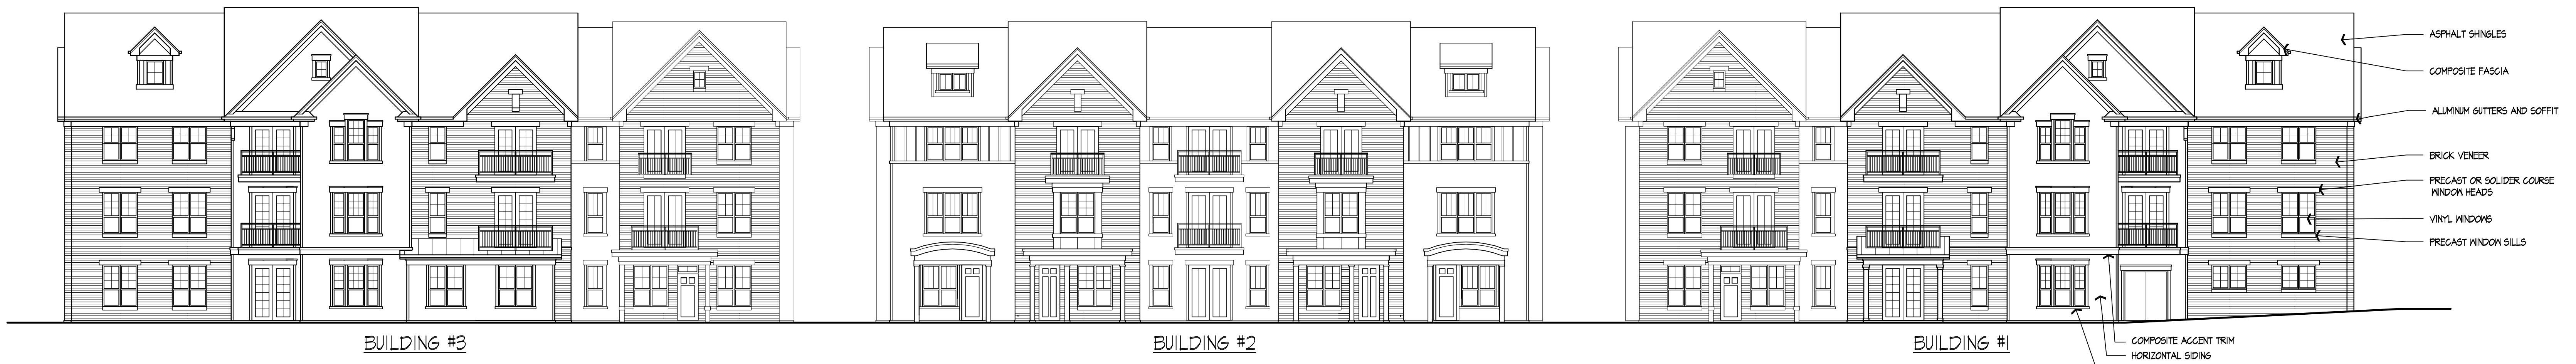 ASPHALT SHINGLES
COMPOSITE FASCIA
ALUMINUM GUTTERS AND SOFFIT
BRICK VENEER
PRECAST OR SOLIDER COURSE
WINDOW HEADS
VINYL WINDOWS
PRECAST WINDOW SILLS
BUILDING #3
BUILDING #2
BUILDING #1
COMPOSITE ACCENT TRIM
HORIZONTAL SIDING